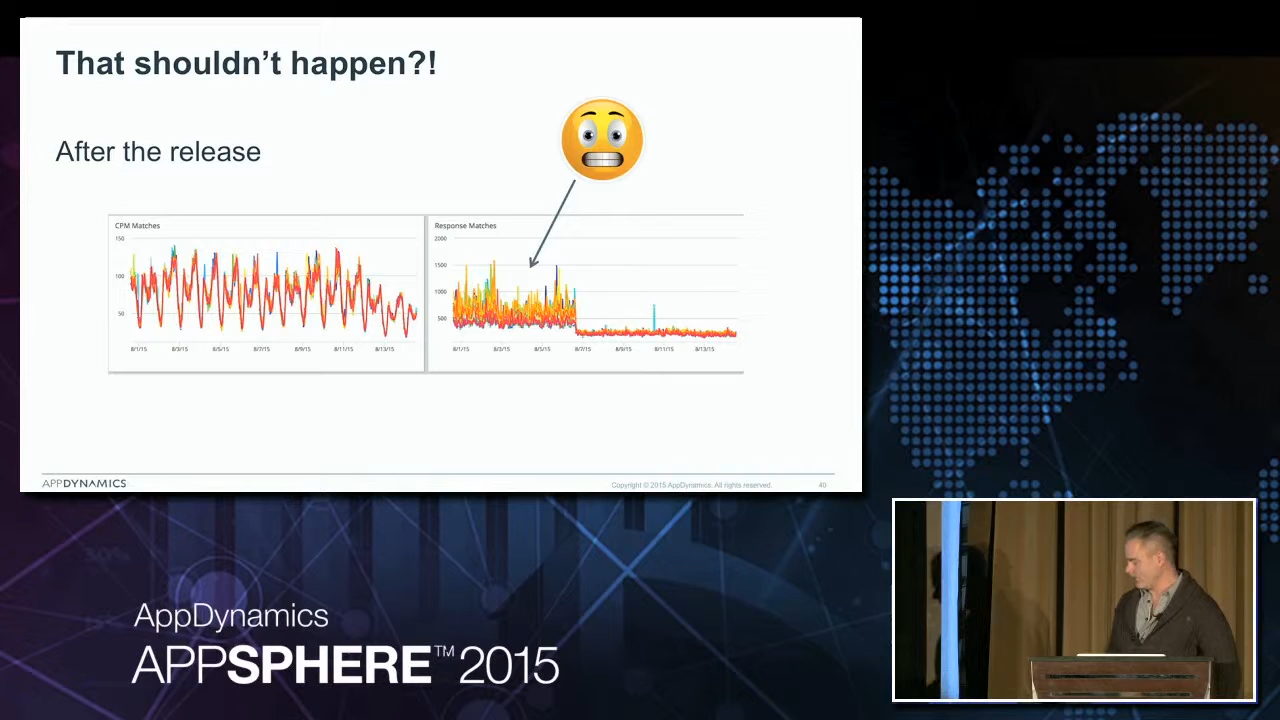 That shouldn't happen?!
After the release
CPM Matches
150
100
50
8/1/15 8/3/15 8/5/15 8/7/15 8/9/15 8/11/15 8/13/15
Response Matches
2000
1500
1000
500
8/1/15 8/3/15 8/5/15 8/7/15 8/9/15 8/11/15 8/13/15
APPDYNAMICS
Copyright © 2015 AppDynamics. All rights reserved.
40
30%
AppDynamics
APPSPHERE™ 2015